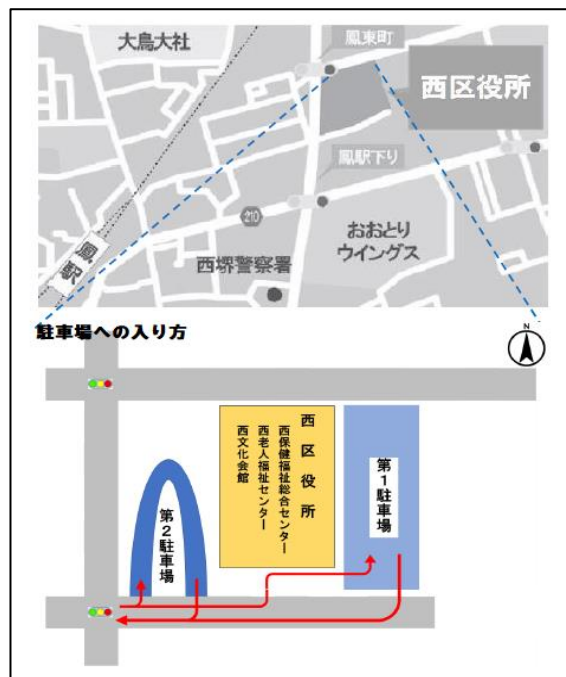 大鳥大社
鳳東町
西区役所
鳳駅下り
210
おおとり
ウイングス
鳳駅
西堺警察署
駐車場への入り方
N
西区役所
西保健福祉総合センター
西老人福祉センター
西文化会館
第1駐車場
第2駐車場